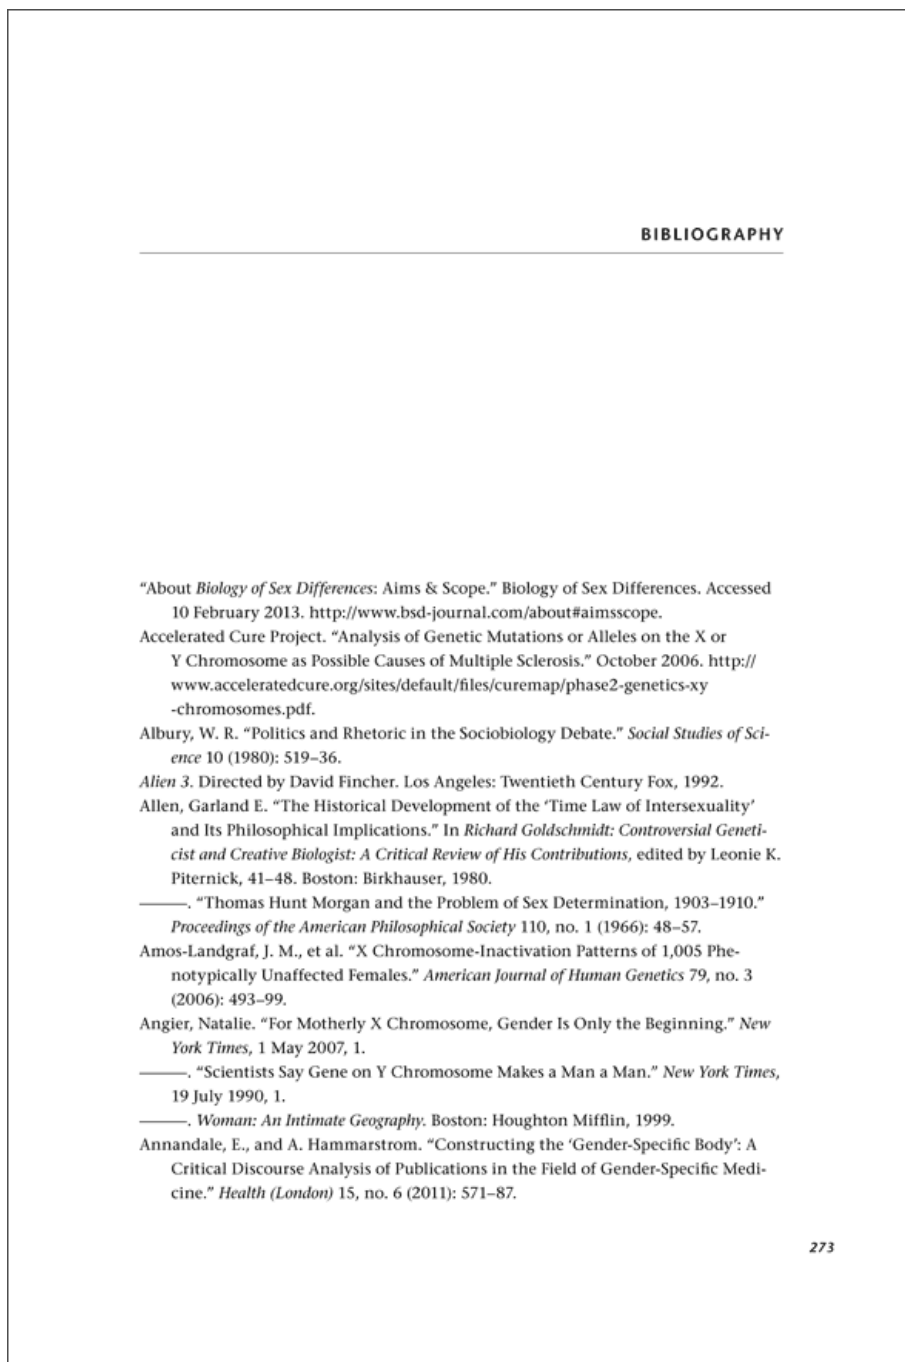 BIBLIOGRAPHY
“About Biology of Sex Differences: Aims & Scope.” Biology of Sex Differences. Accessed
10 February 2013. http://www.bsd-journal.com/about#aimsscope.
Accelerated Cure Project. “Analysis of Genetic Mutations or Alleles on the X or
Y Chromosome as Possible Causes of Multiple Sclerosis.” October 2006. http://
www.acceleratedcure.org/sites/default/files/curemap/phase2-genetics-xy
-chromosomes.pdf.
Albury, W. R. “Politics and Rhetoric in the Sociobiology Debate.” Social Studies of Sci-
ence 10 (1980): 519–36.
Alien 3. Directed by David Fincher. Los Angeles: Twentieth Century Fox, 1992.
Allen, Garland E. “The Historical Development of the ‘Time Law of Intersexuality’
and Its Philosophical Implications.” In Richard Goldschmidt: Controversial Geneti-
cist and Creative Biologist: A Critical Review of His Contributions, edited by Leonie K.
Piternick, 41–48. Boston: Birkhauser, 1980.
———. “Thomas Hunt Morgan and the Problem of Sex Determination, 1903–1910.”
Proceedings of the American Philosophical Society 110, no. 1 (1966): 48–57.
Amos-Landgraf, J. M., et al. “X Chromosome-Inactivation Patterns of 1,005 Phe-
notypically Unaffected Females.” American Journal of Human Genetics 79, no. 3
(2006): 493–99.
Angier, Natalie. “For Motherly X Chromosome, Gender Is Only the Beginning.” New
York Times, 1 May 2007, 1.
———. “Scientists Say Gene on Y Chromosome Makes a Man a Man.” New York Times,
19 July 1990, 1.
———. Woman: An Intimate Geography. Boston: Houghton Mifflin, 1999.
Annandale, E., and A. Hammarstrom. “Constructing the ‘Gender-Specific Body’: A
Critical Discourse Analysis of Publications in the Field of Gender-Specific Medi-
cine.” Health (London) 15, no. 6 (2011): 571–87.
273